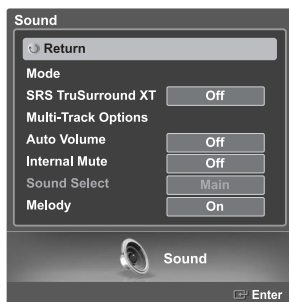 Sound
Return
Mode
SRS TruSurround XT Off
Multi-Track Options
Auto Volume Off
Internal Mute Off
Sound Select Main
Melody On
Sound
Enter